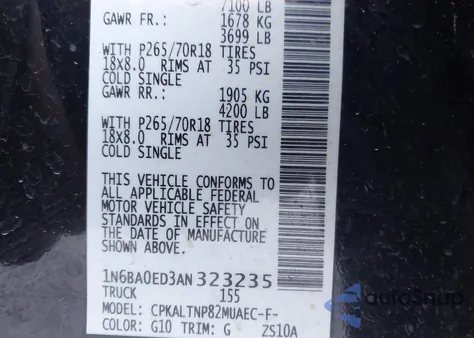 7100 LB
GAWR FR.: 1678 KG
3699 LB
WITH P265/70R18 TIRES
18X8.0 RIMS AT 35 PSI
COLD SINGLE
GAWR RR.: 1905 KG
4200 LB
WITH P265/70R18 TIRES
18X8.0 RIMS AT 35 PSI
COLD SINGLE
THIS VEHICLE CONFORMS TO
ALL APPLICABLE FEDERAL
MOTOR VEHICLE SAFETY
STANDARDS IN EFFECT ON
THE DATE OF MANUFACTURE
SHOWN ABOVE.
1N6BA0ED3AN323235
TRUCK 155
MODEL: CPKALTNP82MUAEC-F-
COLOR: G10 TRIM: G ZS10A
AutoSnap